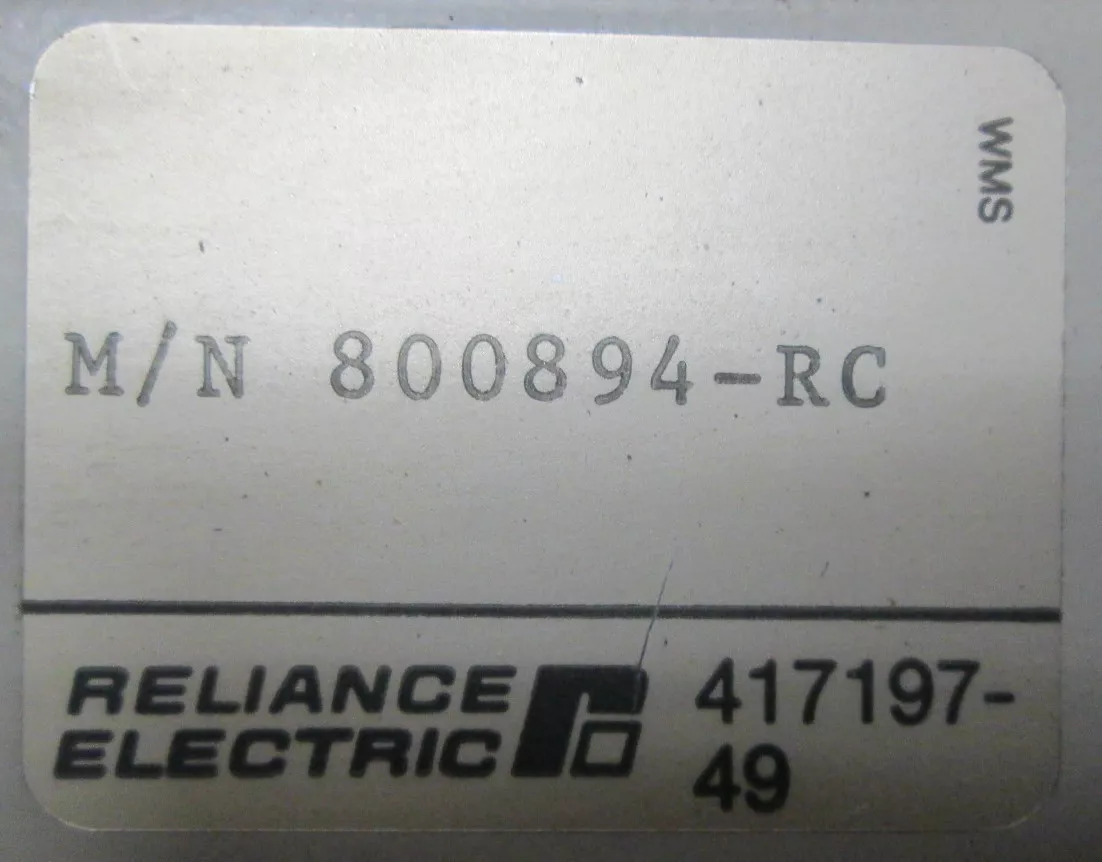 WMS
M/N 800894-RC
RELIANCE
ELECTRIC
417197-
49